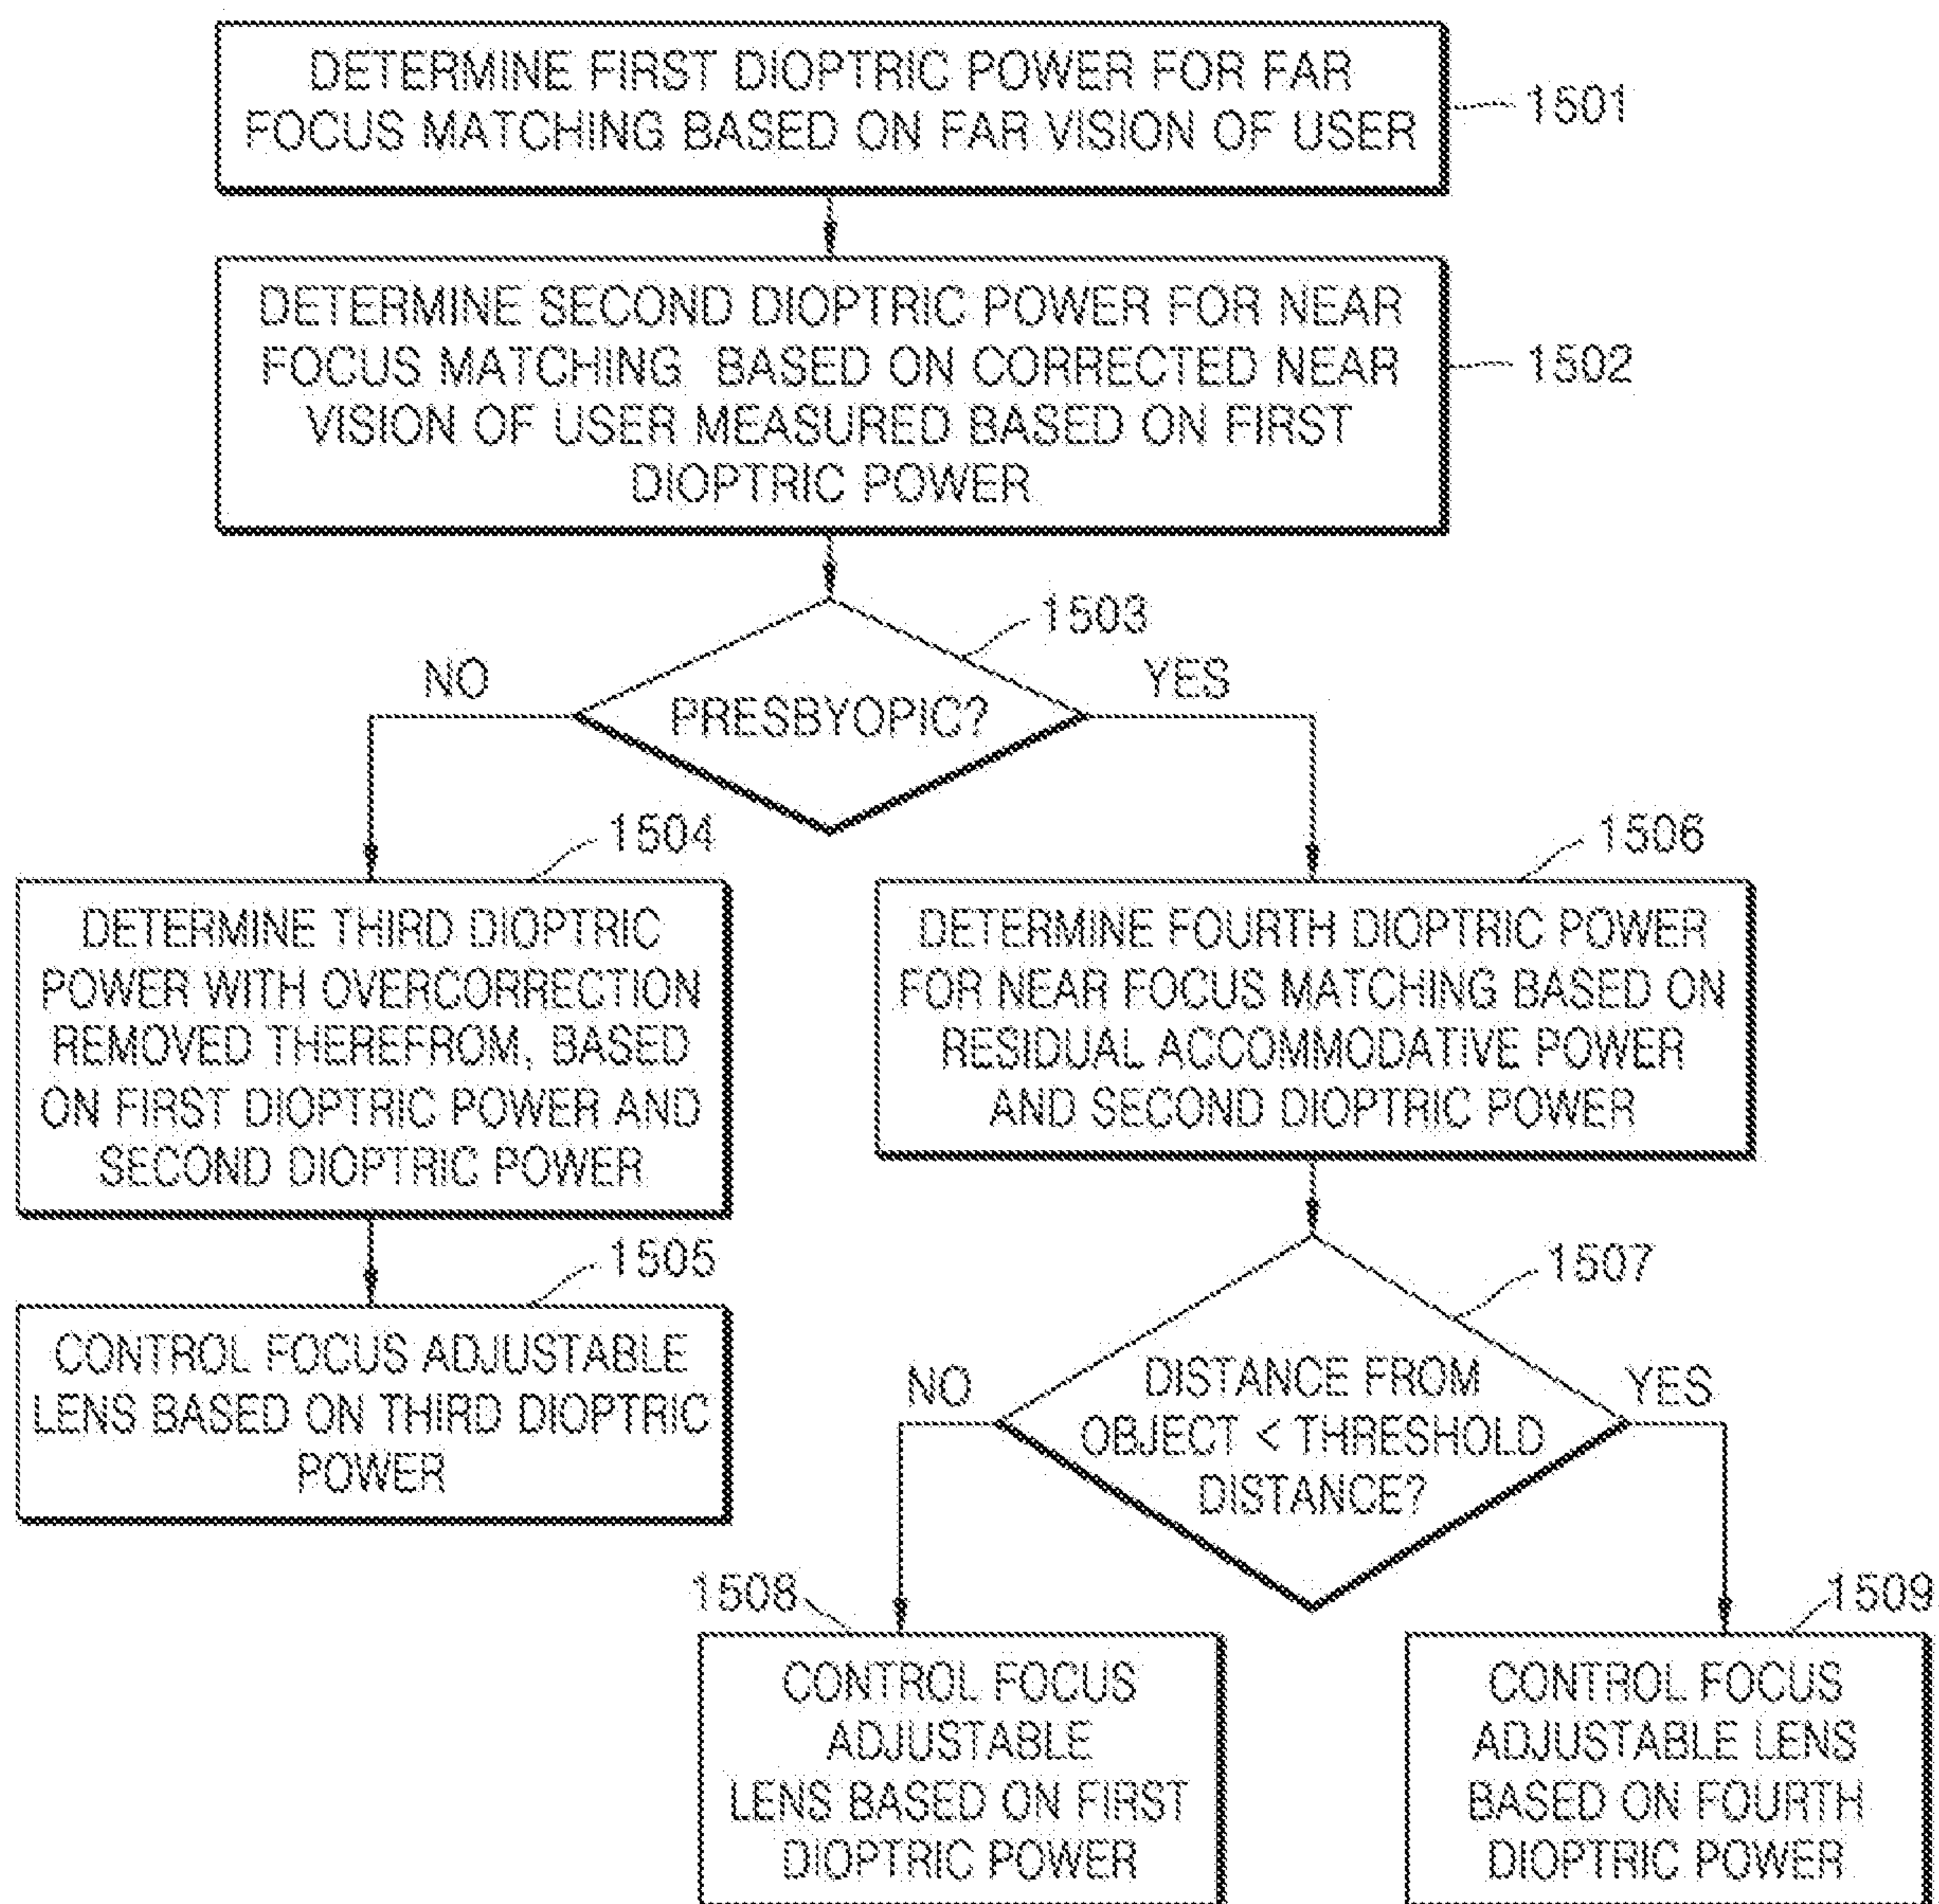 DETERMINE FIRST DIOPTRIC POWER FOR FAR
FOCUS MATCHING BASED ON FAR VISION OF USER
1501
DETERMINE SECOND DIOPTRIC POWER FOR NEAR
FOCUS MATCHING BASED ON CORRECTED NEAR
VISION OF USER MEASURED BASED ON FIRST
DIOPTRIC POWER
1502
1503
NO
YES
PRESBYOPIC?
1504
DETERMINE THIRD DIOPTRIC
POWER WITH OVERCORRECTION
REMOVED THEREFROM, BASED
ON FIRST DIOPTRIC POWER AND
SECOND DIOPTRIC POWER
1506
DETERMINE FOURTH DIOPTRIC POWER
FOR NEAR FOCUS MATCHING BASED ON
RESIDUAL ACCOMMODATIVE POWER
AND SECOND DIOPTRIC POWER
1505
CONTROL FOCUS ADJUSTABLE
LENS BASED ON THIRD DIOPTRIC
POWER
1507
NO
YES
DISTANCE FROM
OBJECT < THRESHOLD
DISTANCE?
1508
CONTROL FOCUS
ADJUSTABLE
LENS BASED ON FIRST
DIOPTRIC POWER
1509
CONTROL FOCUS
ADJUSTABLE LENS
BASED ON FOURTH
DIOPTRIC POWER